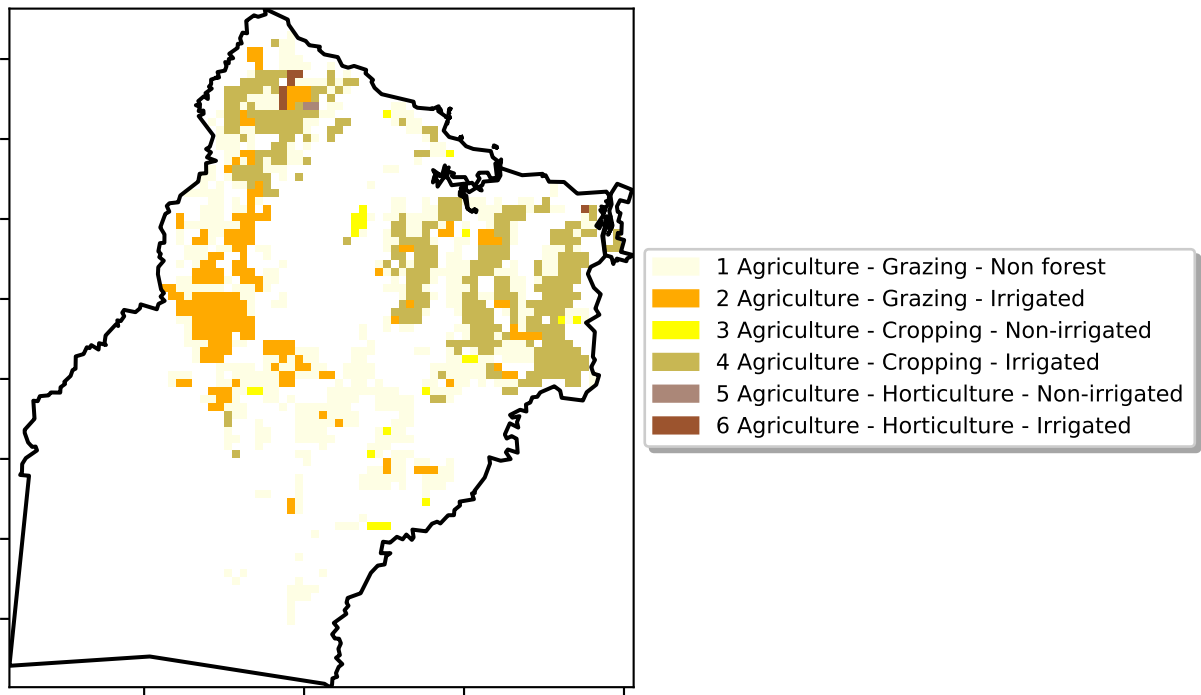 1 Agriculture - Grazing - Non forest
2 Agriculture - Grazing - Irrigated
3 Agriculture - Cropping - Non-irrigated
4 Agriculture - Cropping - Irrigated
5 Agriculture - Horticulture - Non-irrigated
6 Agriculture - Horticulture - Irrigated